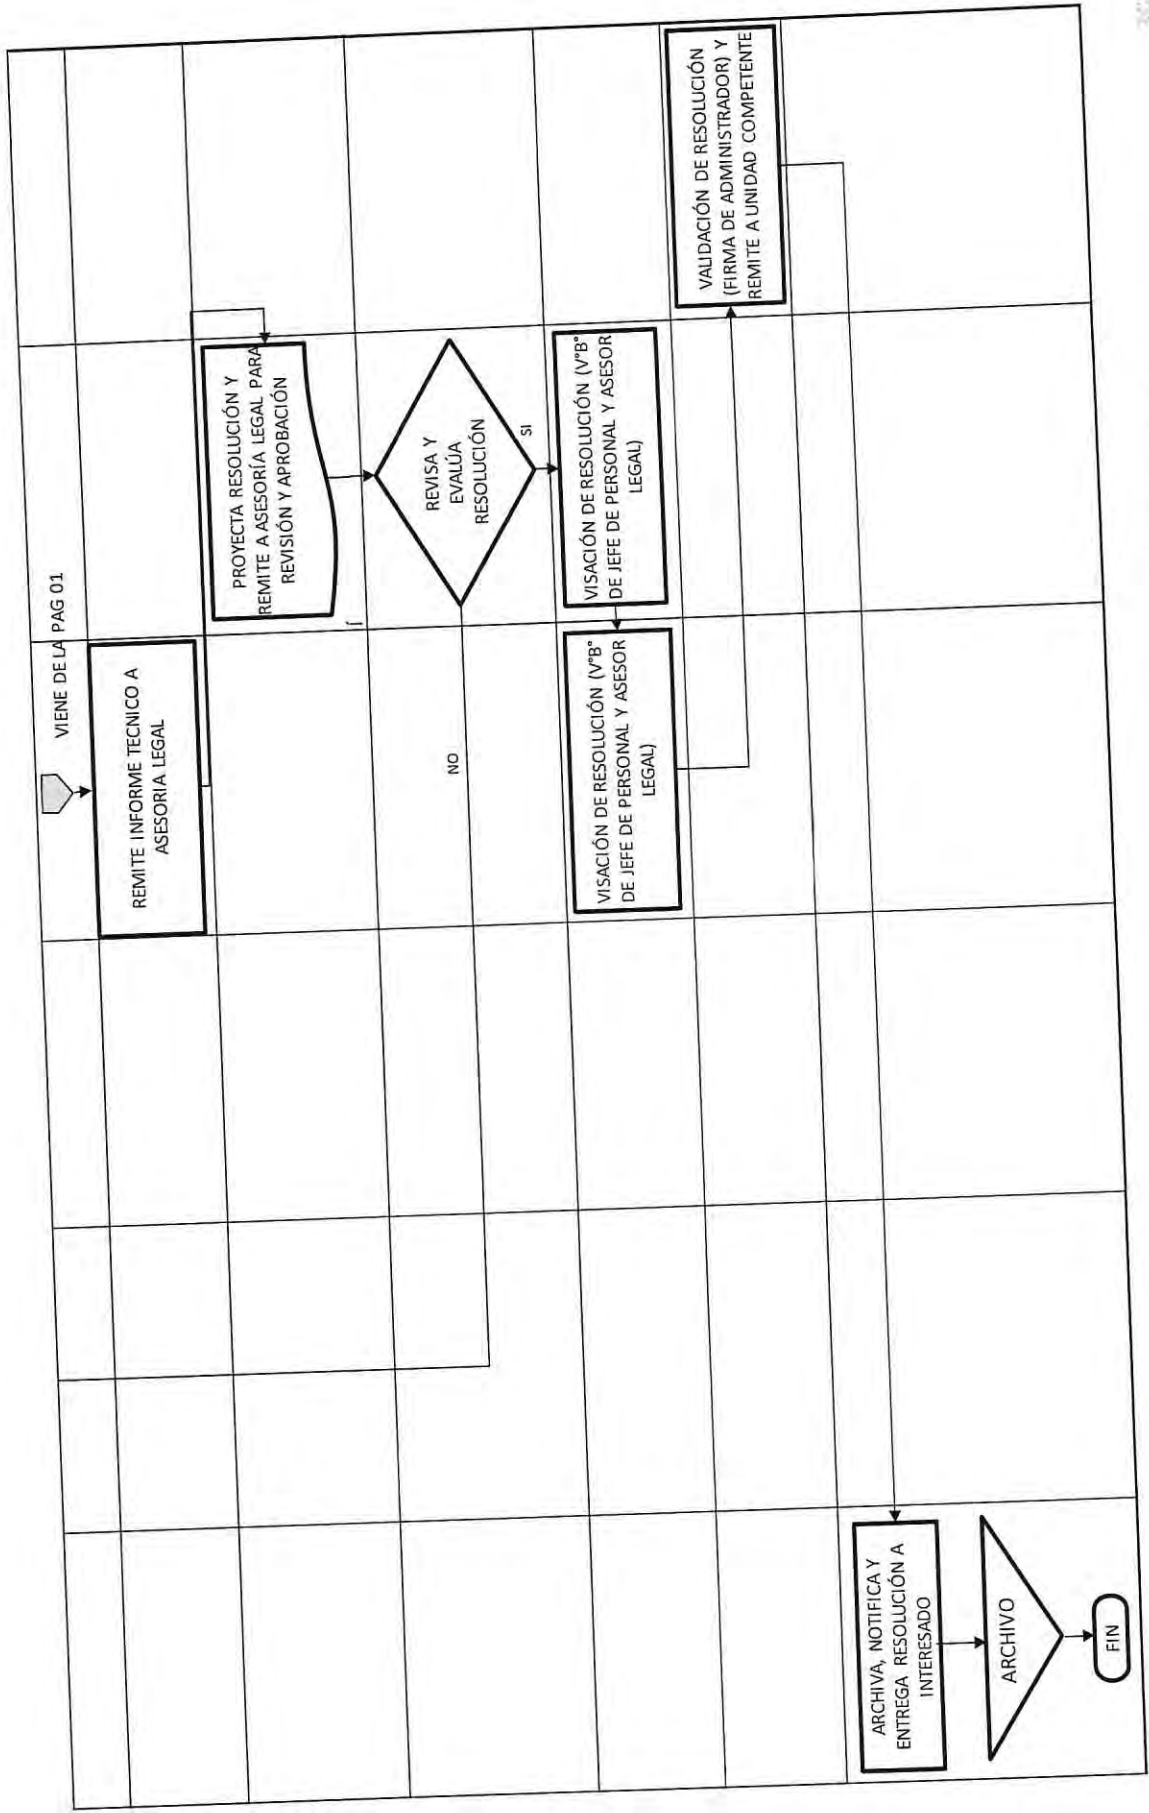 VIENE DE LA PAG 01
REMITE INFORME TECNICO A
ASESORIA LEGAL
PROYECTA RESOLUCIÓN Y
REMITE A ASESORÍA LEGAL PARA
REVISIÓN Y APROBACIÓN
REVISA Y
EVALÚA
RESOLUCIÓN
NO
SI
VISACIÓN DE RESOLUCIÓN (V°B°
DE JEFE DE PERSONAL Y ASESOR
LEGAL)
VISACIÓN DE RESOLUCIÓN (V°B°
DE JEFE DE PERSONAL Y ASESOR
LEGAL)
VALIDACIÓN DE RESOLUCIÓN
(FIRMA DE ADMINISTRADOR) Y
REMITE A UNIDAD COMPETENTE
ARCHIVA, NOTIFICA Y
ENTREGA RESOLUCIÓN A
INTERESADO
ARCHIVO
FIN